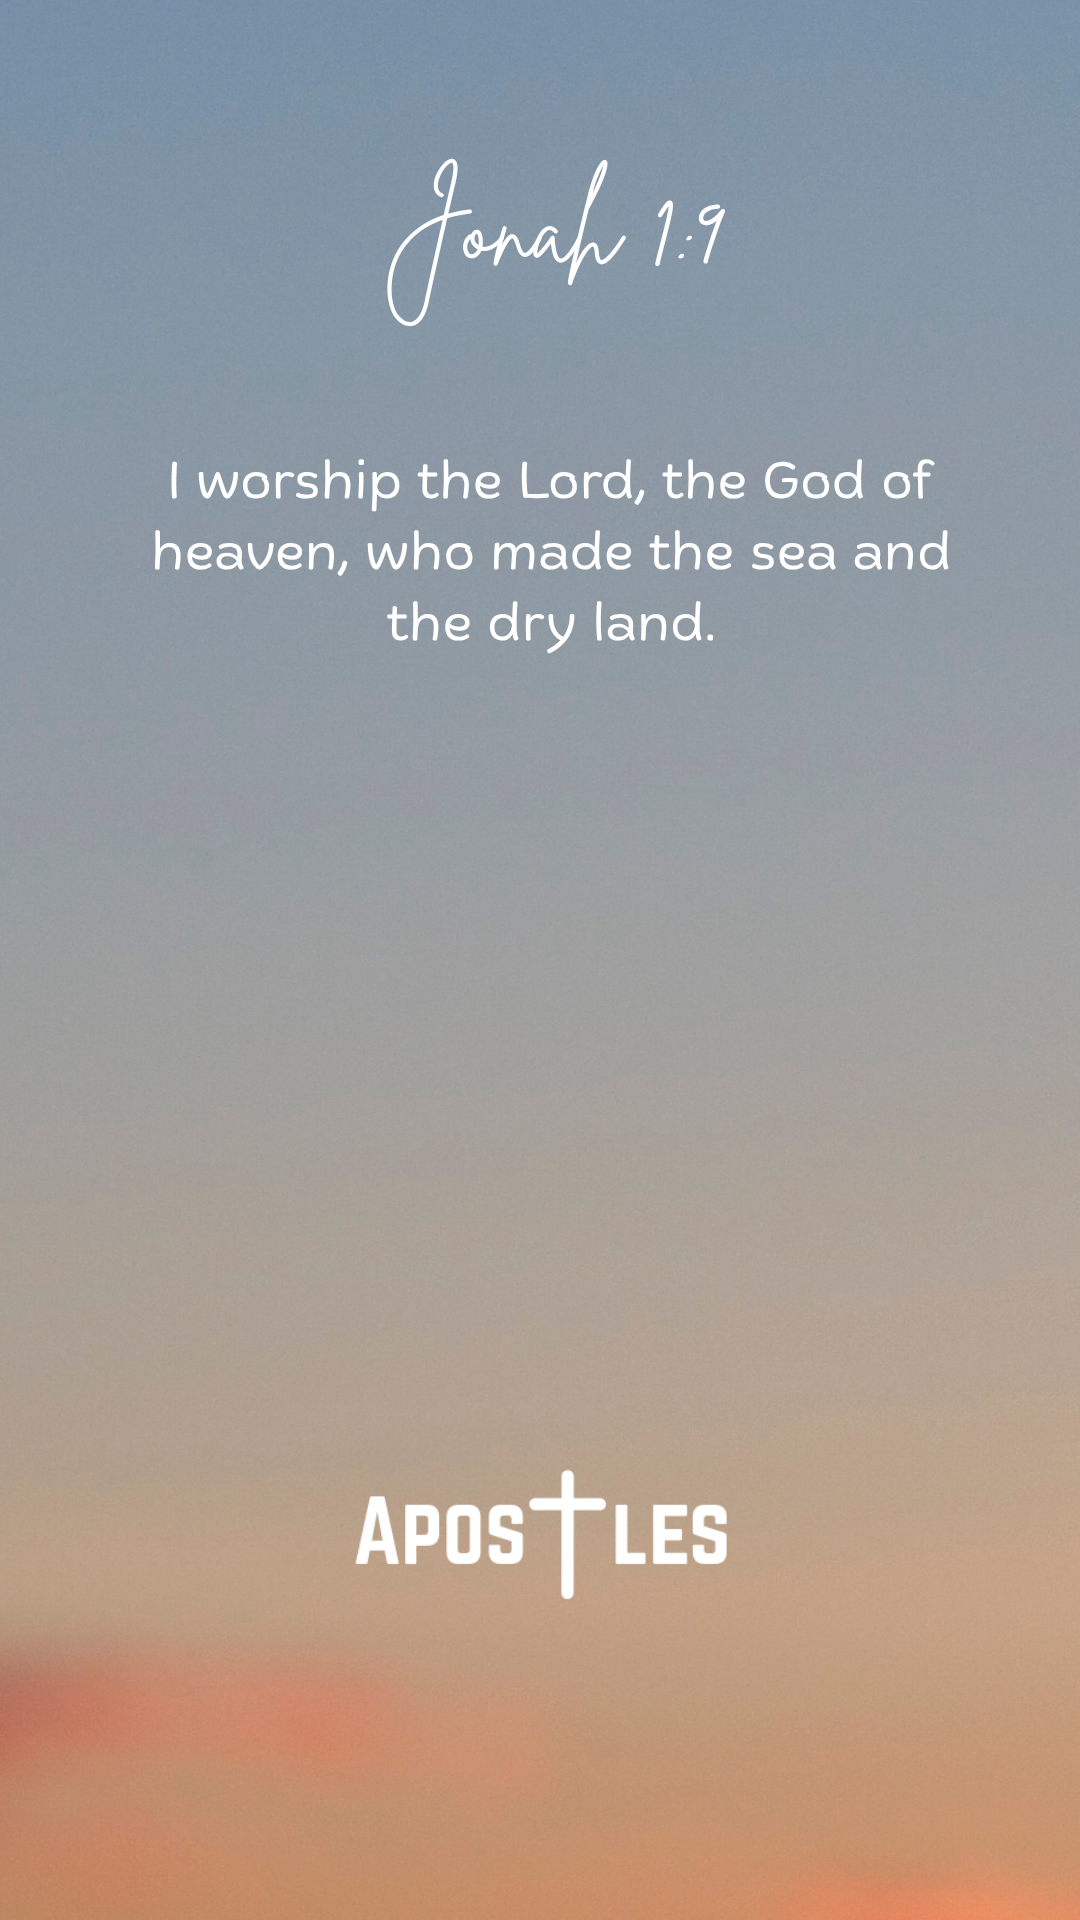 Jonah 1:9
I worship the Lord, the God of
heaven, who made the sea and
the dry land.
APOSTLES